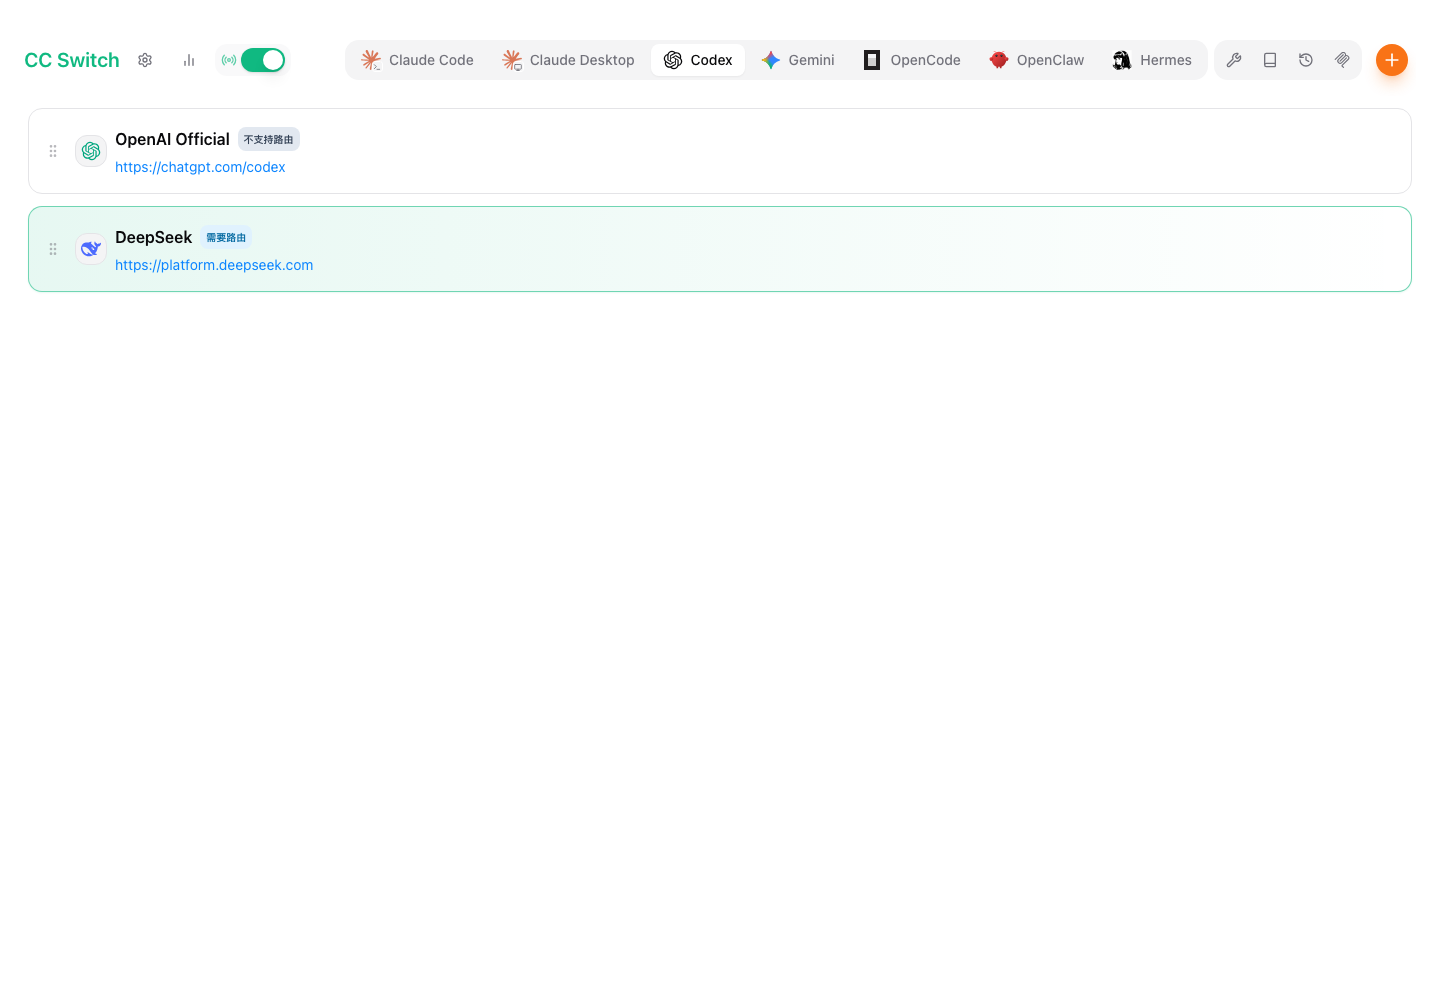 CC Switch
Claude Code
Claude Desktop
Codex
Gemini
OpenCode
OpenClaw
Hermes
OpenAI Official 不支持路由
https://chatgpt.com/codex
DeepSeek 需要路由
https://platform.deepseek.com